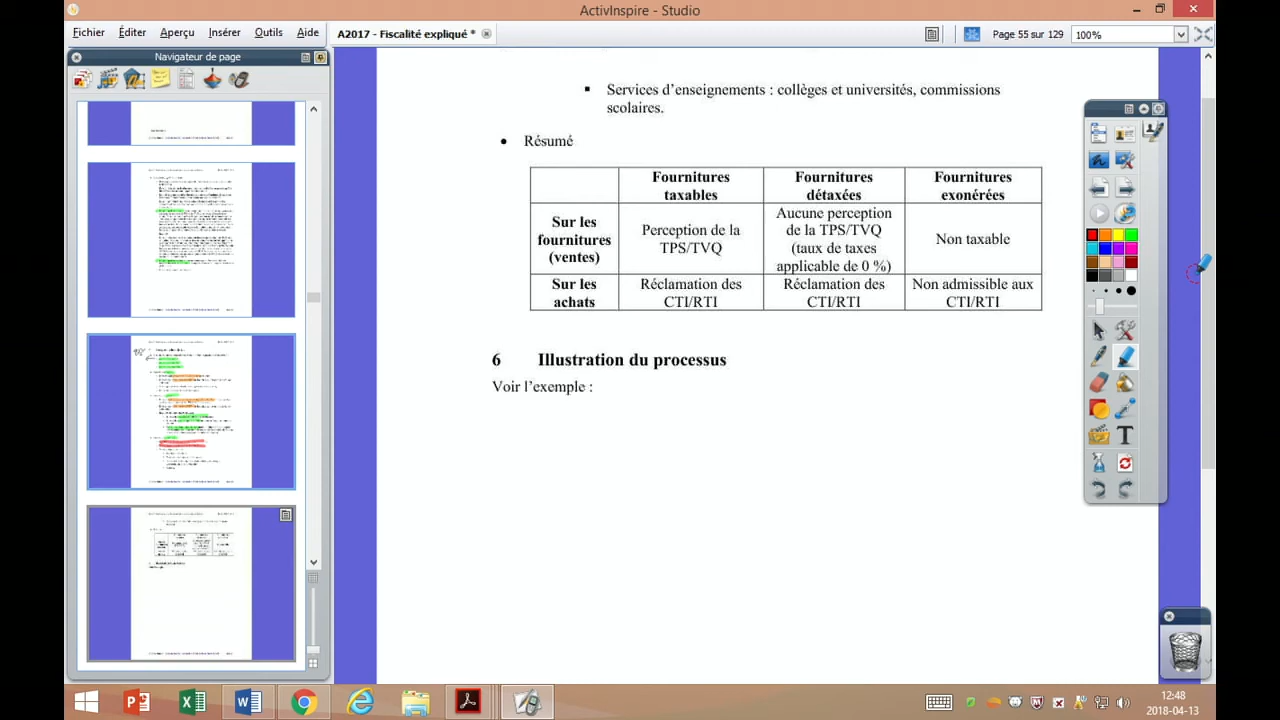 ActivInspire - Studio
Fichier Éditer Aperçu Insérer Outils Aide
A2017 - Fiscalité expliqué *
Page 55 sur 129
100%
Navigateur de page
▪ Services d'enseignements : collèges et universités, commissions
scolaires.
• Résumé
Fournitures taxables
Fournitures détaxées
Fournitures exonérées
Sur les fournitures (ventes)
Perception de la TPS/TVQ
Aucune perception de la TPS/TVQ (taux de taxes applicable de 0 %)
Non taxable
Sur les achats
Réclamation des CTI/RTI
Réclamation des CTI/RTI
Non admissible aux CTI/RTI
6 Illustration du processus
Voir l'exemple :
12:48
2018-04-13